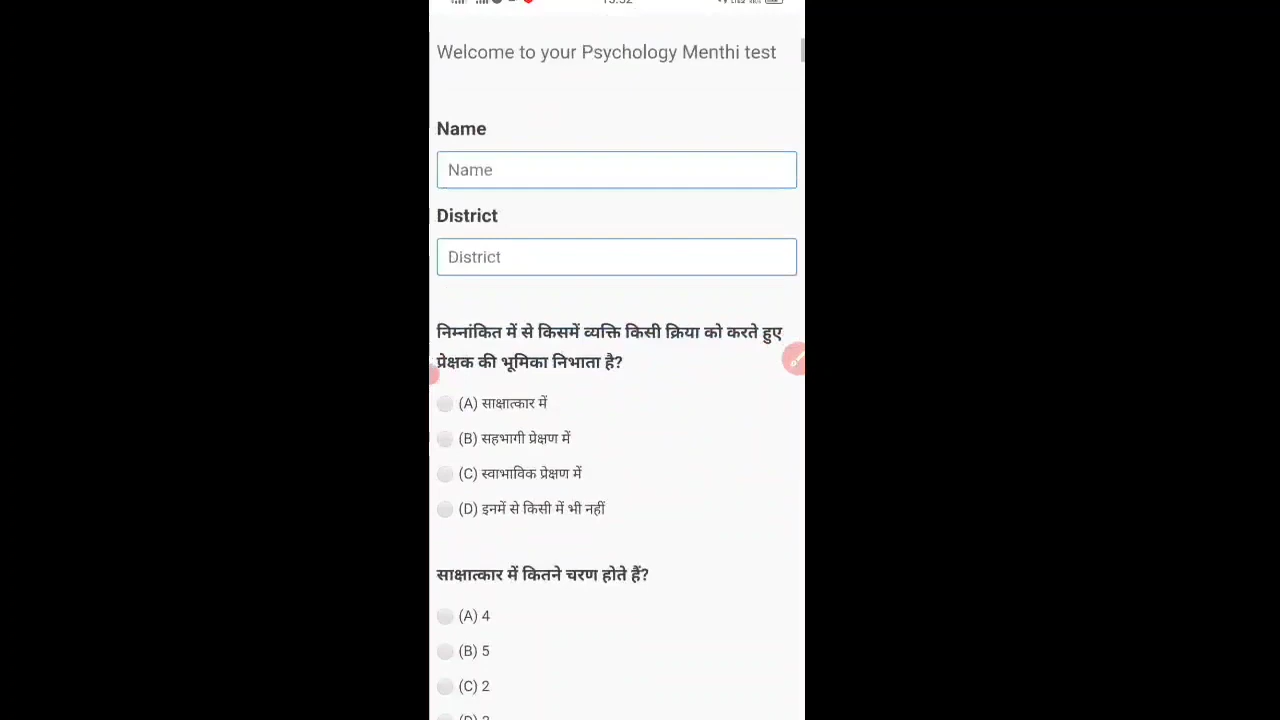 Welcome to your Psychology Menthi test
Name
Name
District
District
निम्नांकित में से किसमें व्यक्ति किसी क्रिया को करते हुए
प्रेक्षक की भूमिका निभाता है?
(A) साक्षात्कार में
(B) सहभागी प्रेक्षण में
(C) स्वाभाविक प्रेक्षण में
(D) इनमें से किसी में भी नहीं
साक्षात्कार में कितने चरण होते हैं?
(A) 4
(B) 5
(C) 2